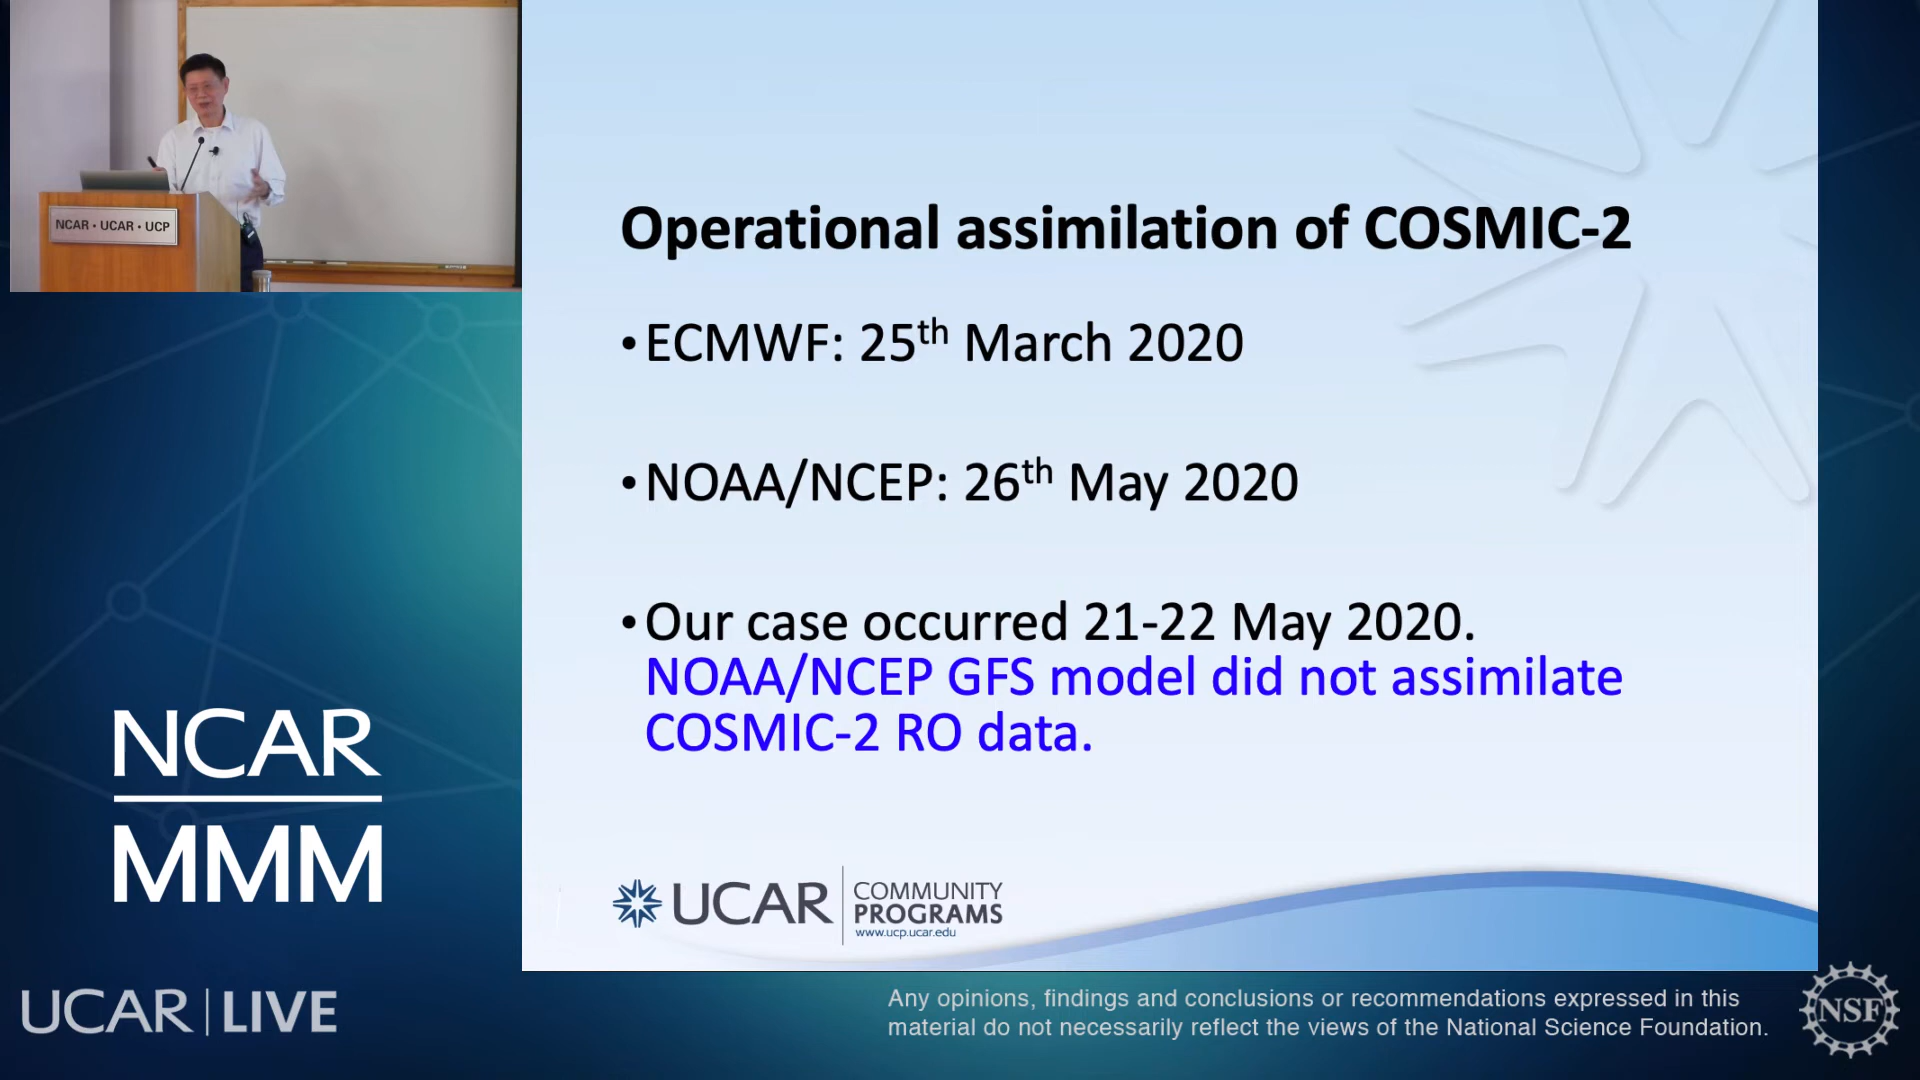 NCAR • UCAR • UCP
Operational assimilation of COSMIC-2
• ECMWF: 25th March 2020
• NOAA/NCEP: 26th May 2020
• Our case occurred 21-22 May 2020.
NOAA/NCEP GFS model did not assimilate
COSMIC-2 RO data.
UCAR
COMMUNITY
PROGRAMS
www.ucp.ucar.edu
NCAR
MMM
UCAR | LIVE
Any opinions, findings and conclusions or recommendations expressed in this
material do not necessarily reflect the views of the National Science Foundation.
NSF